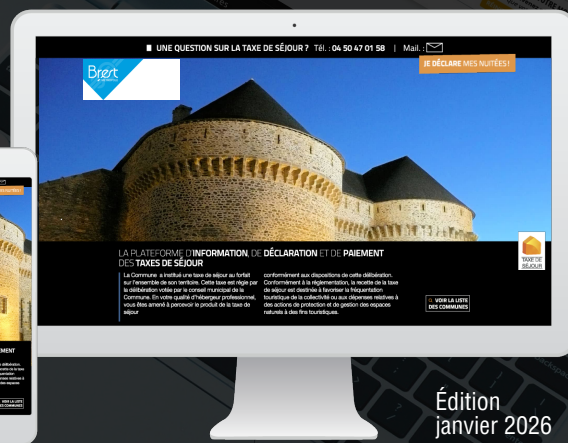 UNE QUESTION SUR LA TAXE DE SÉJOUR ? Tél. : 04 50 47 01 58 | Mail. :
JE DÉCLARE MES NUITÉES !
Brest
LA PLATEFORME D'INFORMATION, DE DÉCLARATION ET DE PAIEMENT
DES TAXES DE SÉJOUR
La Commune a institué une taxe de séjour au forfait
sur l'ensemble de son territoire. Cette taxe est régie par
la délibération votée par le conseil municipal de la
Commune. En votre qualité d'hébergeur professionnel,
vous êtes amené à percevoir le produit de la taxe de
séjour
conformément aux dispositions de cette délibération.
Conformément à la réglementation, la recette de la taxe
de séjour est destinée à favoriser la fréquentation
touristique de la collectivité ou aux dépenses relatives à
des actions de protection et de gestion des espaces
naturels à des fins touristiques.
TAXE DE
SÉJOUR
VOIR LA LISTE
DES COMMUNES
Édition
janvier 2026